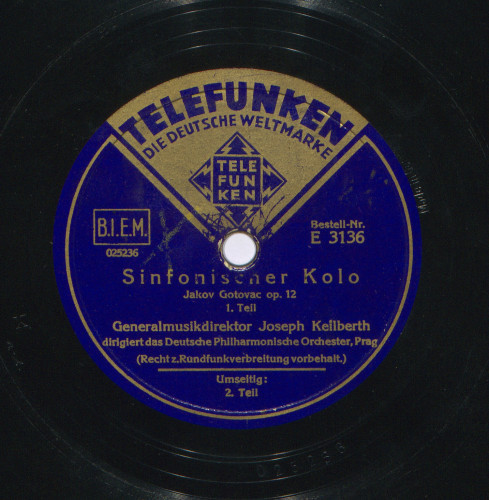 TELEFUNKEN
DIE DEUTSCHE WELTMARKE
TELE
FUN
KEN
B.I.E.M.
025236
Bestell-Nr.
E 3136
Sinfonischer Kolo
Jakov Gotovac op. 12
1. Teil
Generalmusikdirektor Joseph Keilberth
dirigiert das Deutsche Philharmonische Orchester, Prag
(Recht z. Rundfunkverbreitung vorbehalt.)
Umseitig:
2. Teil